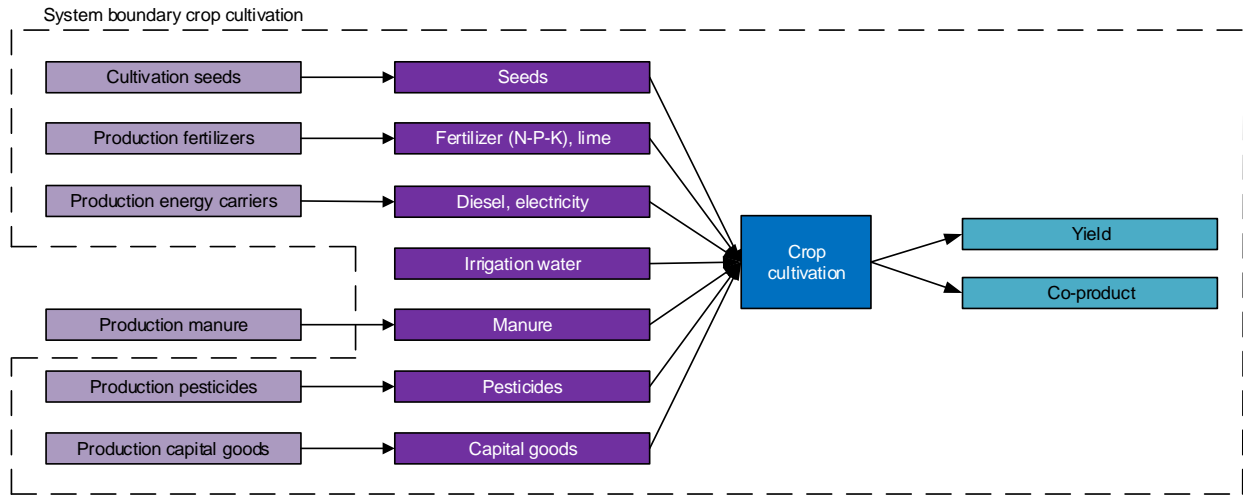 System boundary crop cultivation
Cultivation seeds
Seeds
Production fertilizers
Fertilizer (N-P-K), lime
Production energy carriers
Diesel, electricity
Irrigation water
Production manure
Manure
Production pesticides
Pesticides
Production capital goods
Capital goods
Crop
cultivation
Yield
Co-product